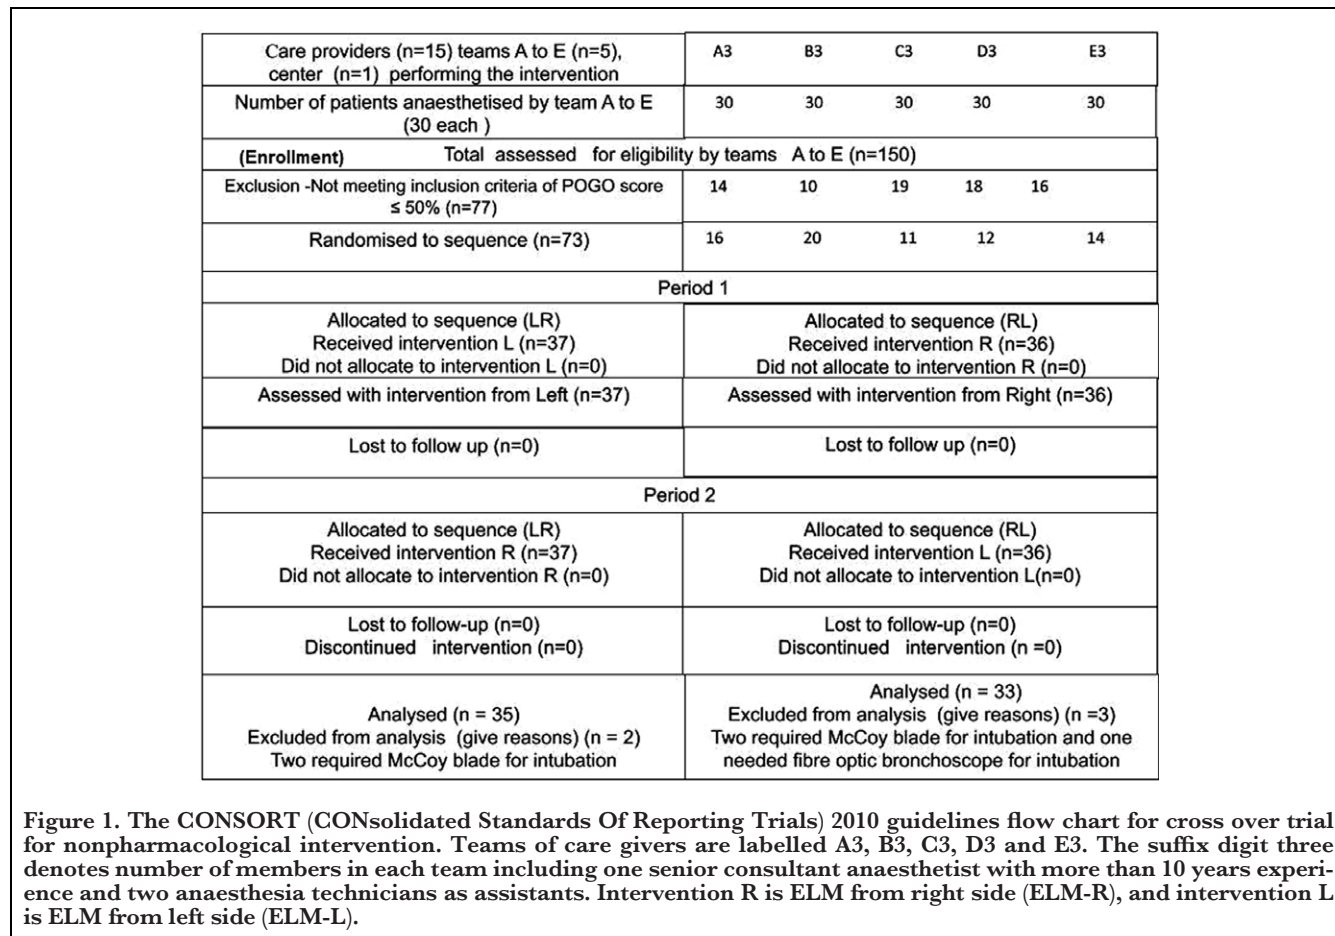 Care providers (n=15) teams A to E (n=5),
center (n=1) performing the intervention
A3 B3 C3 D3 E3
Number of patients anaesthetised by team A to E
(30 each )
30 30 30 30 30
(Enrollment) Total assessed for eligibility by teams A to E (n=150)
Exclusion -Not meeting inclusion criteria of POGO score
≤ 50% (n=77)
14 10 19 18 16
Randomised to sequence (n=73)
16 20 11 12 14
Period 1
Allocated to sequence (LR)
Received intervention L (n=37)
Did not allocate to intervention L (n=0)
Allocated to sequence (RL)
Received intervention R (n=36)
Did not allocate to intervention R (n=0)
Assessed with intervention from Left (n=37)
Assessed with intervention from Right (n=36)
Lost to follow up (n=0)
Lost to follow up (n=0)
Period 2
Allocated to sequence (LR)
Received intervention R (n=37)
Did not allocate to intervention R (n=0)
Allocated to sequence (RL)
Received intervention L (n=36)
Did not allocate to intervention L(n=0)
Lost to follow-up (n=0)
Discontinued intervention (n=0)
Lost to follow-up (n=0)
Discontinued intervention (n =0)
Analysed (n = 35)
Excluded from analysis (give reasons) (n = 2)
Two required McCoy blade for intubation
Analysed (n = 33)
Excluded from analysis (give reasons) (n =3)
Two required McCoy blade for intubation and one
needed fibre optic bronchoscope for intubation
Figure 1. The CONSORT (CONsolidated Standards Of Reporting Trials) 2010 guidelines flow chart for cross over trial
for nonpharmacological intervention. Teams of care givers are labelled A3, B3, C3, D3 and E3. The suffix digit three
denotes number of members in each team including one senior consultant anaesthetist with more than 10 years experi-
ence and two anaesthesia technicians as assistants. Intervention R is ELM from right side (ELM-R), and intervention L
is ELM from left side (ELM-L).